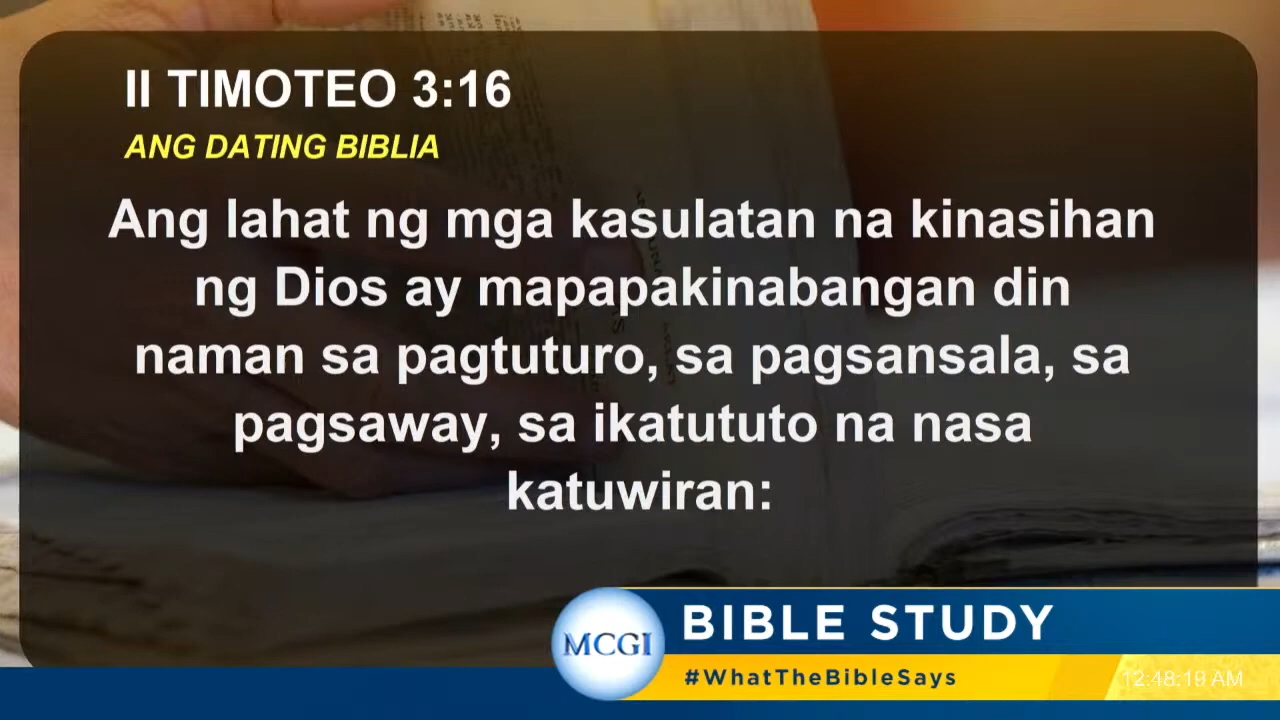 II TIMOTEO 3:16
ANG DATING BIBLIA
Ang lahat ng mga kasulatan na kinasihan
ng Dios ay mapapakinabangan din
naman sa pagtuturo, sa pagsansala, sa
pagsaway, sa ikatututo na nasa
katuwiran:
MCGI
BIBLE STUDY
#WhatTheBibleSays
12:48:19 AM